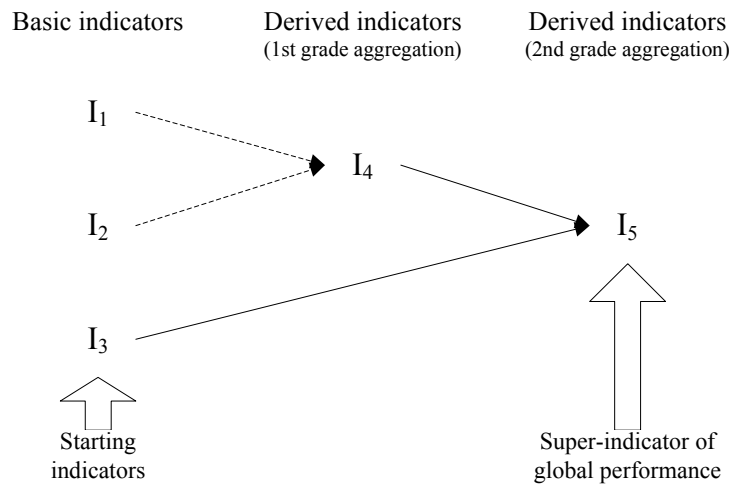 Basic indicators
Derived indicators
(1st grade aggregation)
Derived indicators
(2nd grade aggregation)
I₁
I₄
I₂
I₅
I₃
Starting
indicators
Super-indicator of
global performance